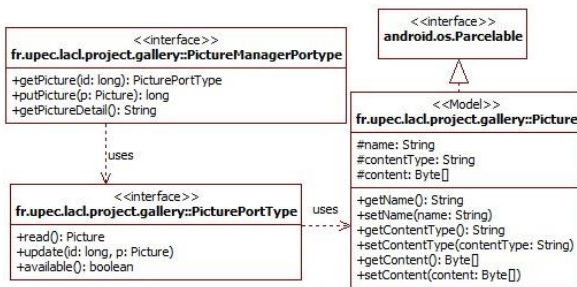 <<interface>>
fr.upec.lacl.project.gallery::PictureManagerPortype
+getPicture(id: long): PicturePortType
+putPicture(p: Picture): long
+getPictureDetail(): String
uses
<<interface>>
fr.upec.lacl.project.gallery::PicturePortType
+read(): Picture
+update(id: long, p: Picture)
+available(): boolean
uses
<<interface>>
android.os.Parcelable
<<Model>>
fr.upec.lacl.project.gallery::Picture
#name: String
#contentType: String
#content: Byte[]
+getName(): String
+setName(name: String)
+getContentType(): String
+setContentType(contentType: String)
+getContent(): Byte[]
+setContent(content: Byte[])